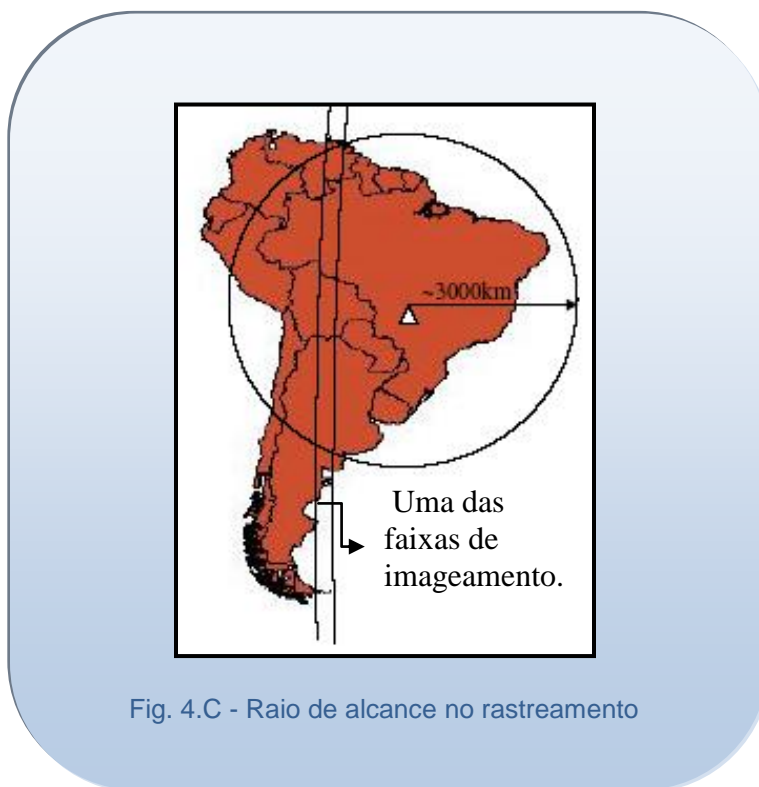 ~3000km
Uma das
faixas de
imageamento.
Fig. 4.C - Raio de alcance no rastreamento